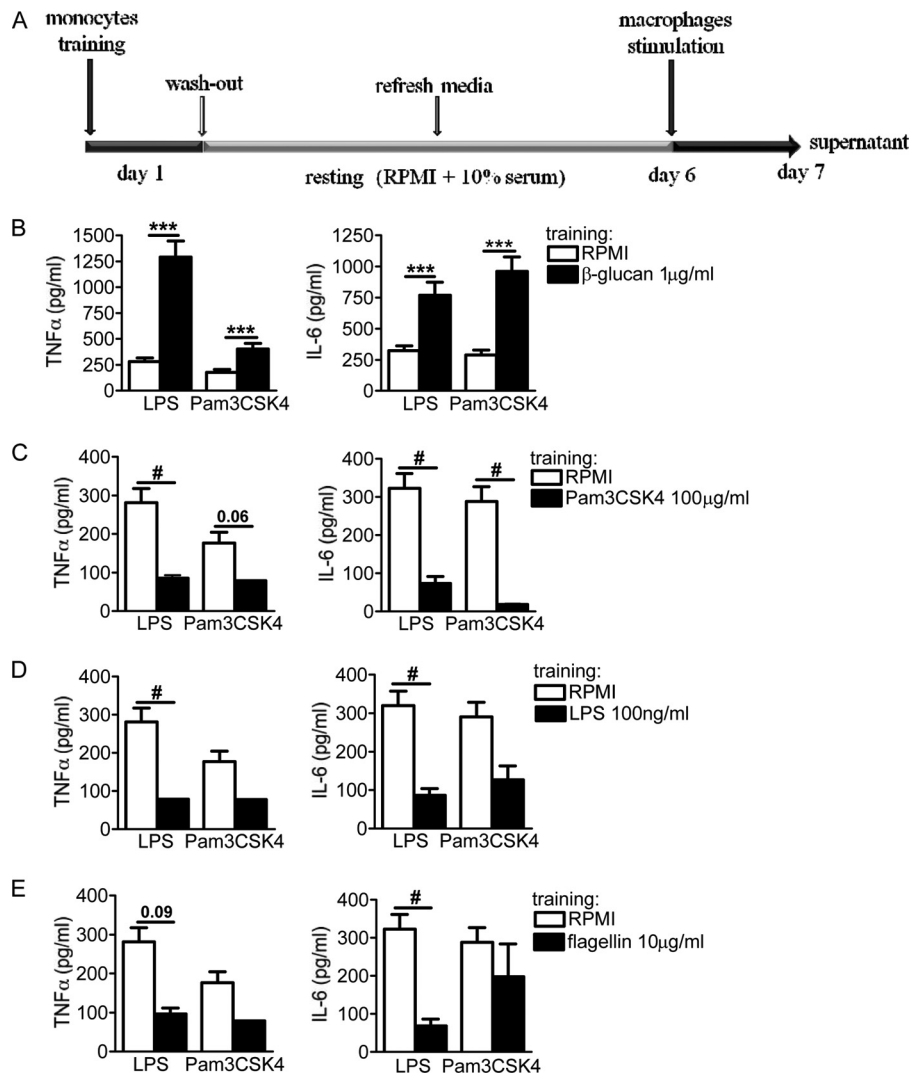 A
monocytes
training
macrophages
stimulation
wash-out
refresh media
supernatant
day 1
resting (RPMI + 10% serum)
day 6
day 7
B
TNFα (pg/ml)
1500
1250
1000
750
500
250
0
***
***
LPS Pam3CSK4
IL-6 (pg/ml)
1250
1000
750
500
250
0
***
***
LPS Pam3CSK4
training:
RPMI
β-glucan 1μg/ml
C
TNFα (pg/ml)
400
300
200
100
0
#
0.06
LPS Pam3CSK4
IL-6 (pg/ml)
400
300
200
100
0
#
#
LPS Pam3CSK4
training:
RPMI
Pam3CSK4 100μg/ml
D
TNFα (pg/ml)
400
300
200
100
0
#
LPS Pam3CSK4
IL-6 (pg/ml)
400
300
200
100
0
#
LPS Pam3CSK4
training:
RPMI
LPS 100ng/ml
E
TNFα (pg/ml)
400
300
200
100
0
0.09
LPS Pam3CSK4
IL-6 (pg/ml)
400
300
200
100
0
#
LPS Pam3CSK4
training:
RPMI
flagellin 10μg/ml